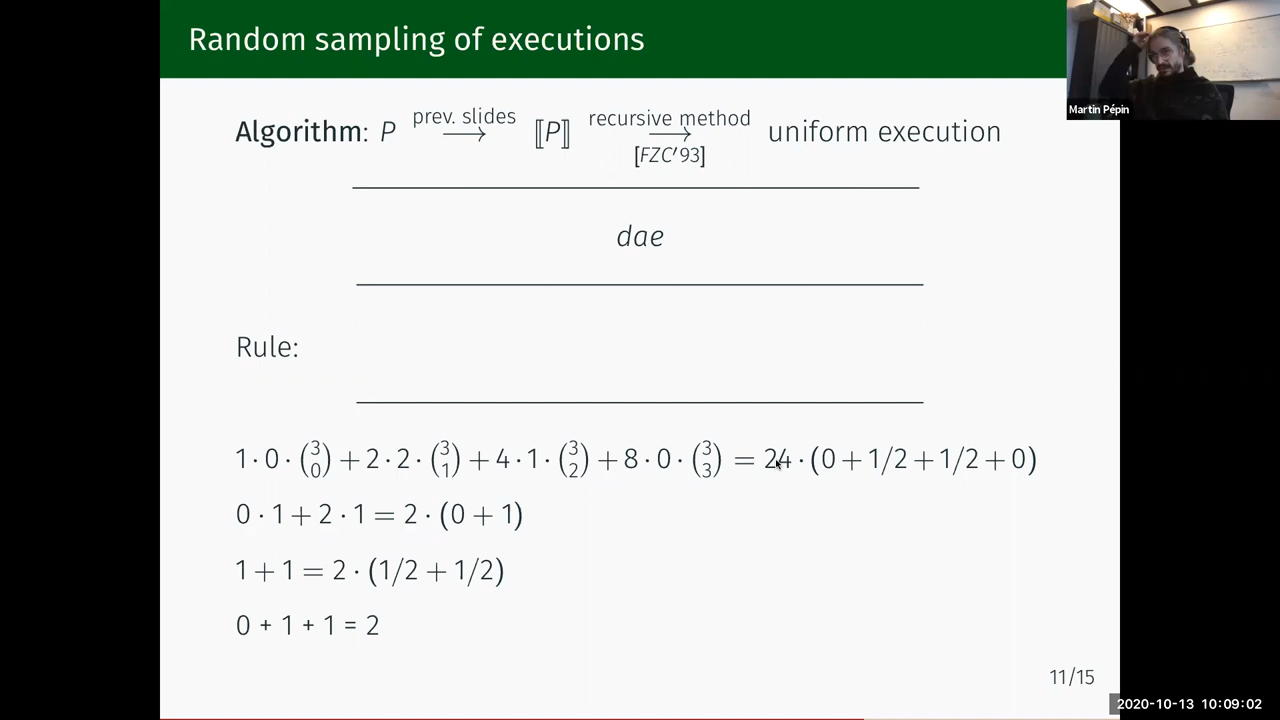 Random sampling of executions
Martin Pépin
Algorithm: P prev. slides ⟶ ⟦P⟧ recursive method ⟶ [FZC′93] uniform execution
dae
Rule:
1 · 0 · (3 0) + 2 · 2 · (3 1) + 4 · 1 · (3 2) + 8 · 0 · (3 3) = 24 · (0 + 1/2 + 1/2 + 0)
0 · 1 + 2 · 1 = 2 · (0 + 1)
1 + 1 = 2 · (1/2 + 1/2)
0 + 1 + 1 = 2
11/15
2020-10-13 10:09:02